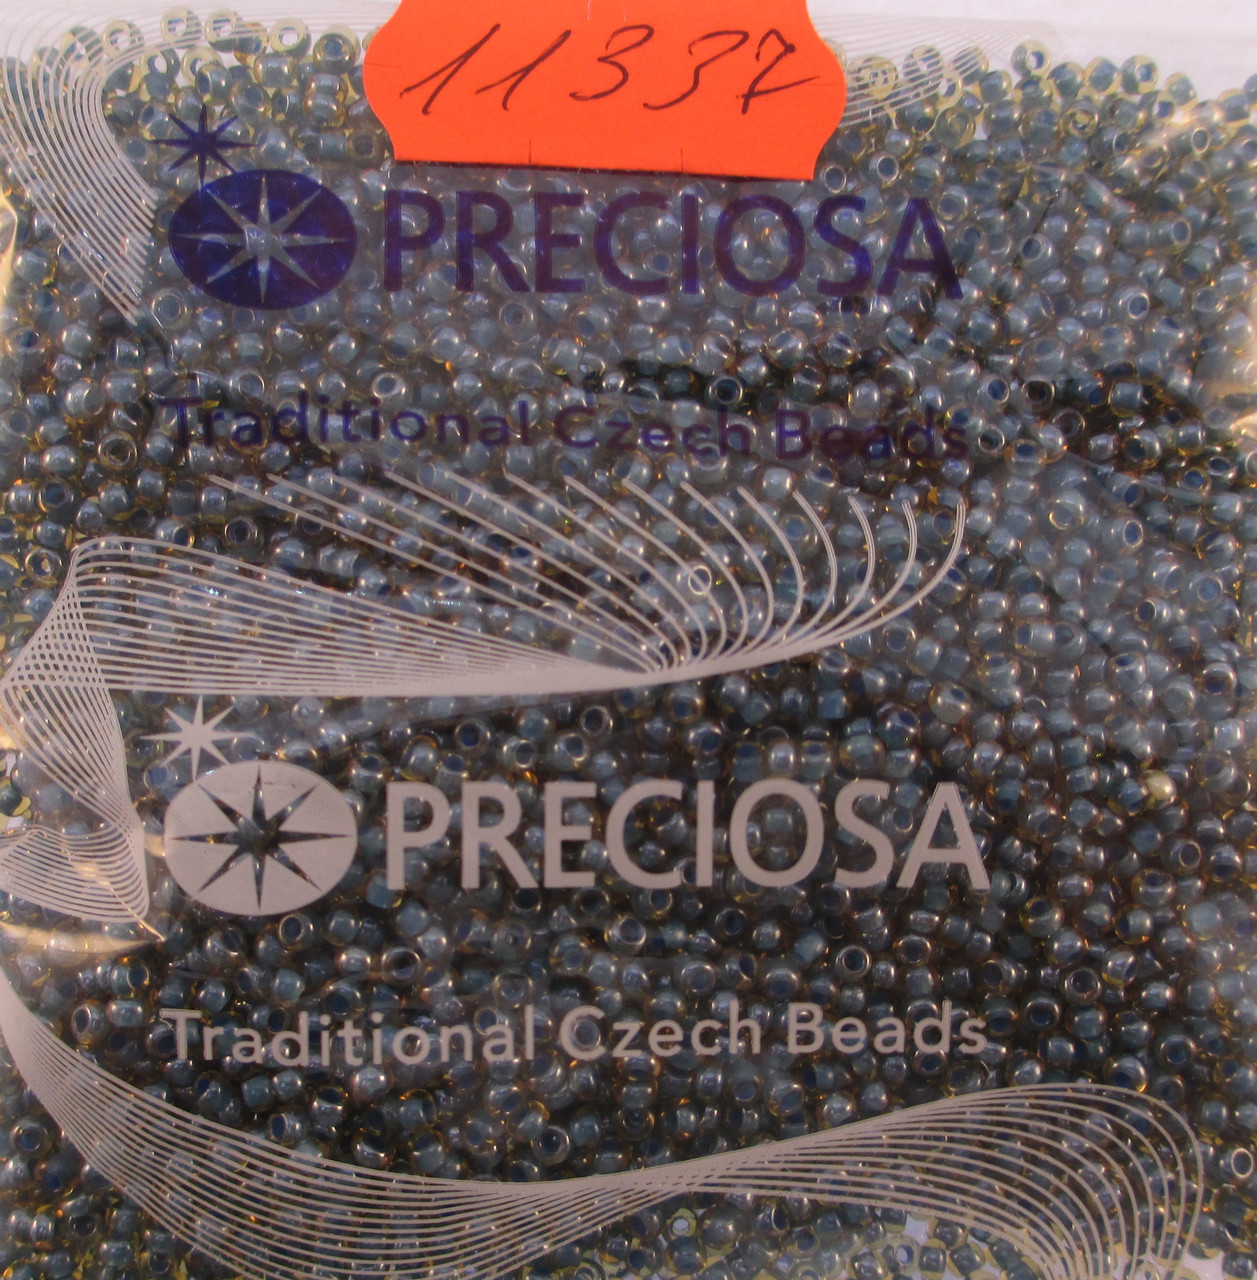 11337
PRECIOSA
Traditional Czech Beads
PRECIOSA
Traditional Czech Beads